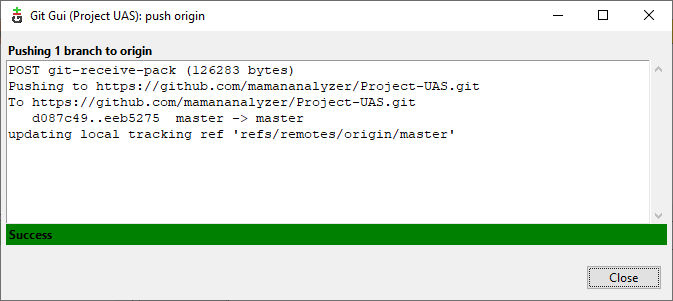 Git Gui (Project UAS): push origin
Pushing 1 branch to origin
POST git-receive-pack (126283 bytes)
Pushing to https://github.com/mamananalyzer/Project-UAS.git
To https://github.com/mamananalyzer/Project-UAS.git
   d087c49..eeb5275  master -> master
updating local tracking ref 'refs/remotes/origin/master'
Success
Close